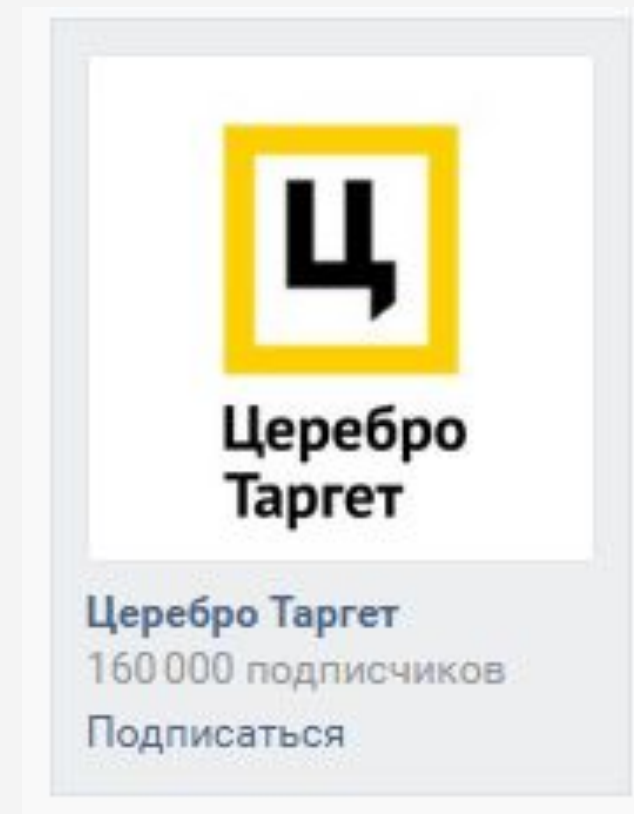 Ц
Церебро
Таргет
Церебро Таргет
160 000 подписчиков
Подписаться